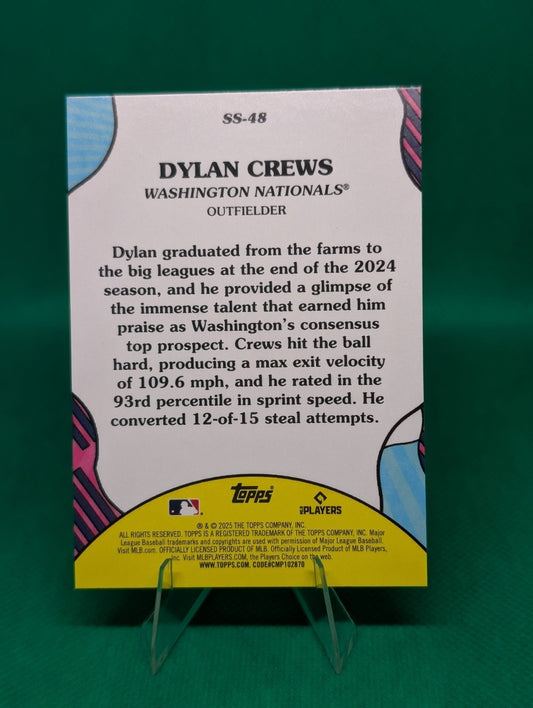 SS-48
DYLAN CREWS
WASHINGTON NATIONALS®
OUTFIELDER
Dylan graduated from the farms to
the big leagues at the end of the 2024
season, and he provided a glimpse of
the immense talent that earned him
praise as Washington's consensus
top prospect. Crews hit the ball
hard, producing a max exit velocity
of 109.6 mph, and he rated in the
93rd percentile in sprint speed. He
converted 12-of-15 steal attempts.
topps®
MLB PLAYERS
® & © 2025 THE TOPPS COMPANY, INC.
ALL RIGHTS RESERVED. TOPPS IS A REGISTERED TRADEMARK OF THE TOPPS COMPANY, INC. Major
League Baseball trademarks and copyrights are used with permission of Major League Baseball.
Visit MLB.com. OFFICIALLY LICENSED PRODUCT OF MLB. Officially Licensed Product of MLB Players,
Inc. Visit MLBPLAYERS.COM, the Players Choice on the web.
WWW.TOPPS.COM. CODE#CMP102870